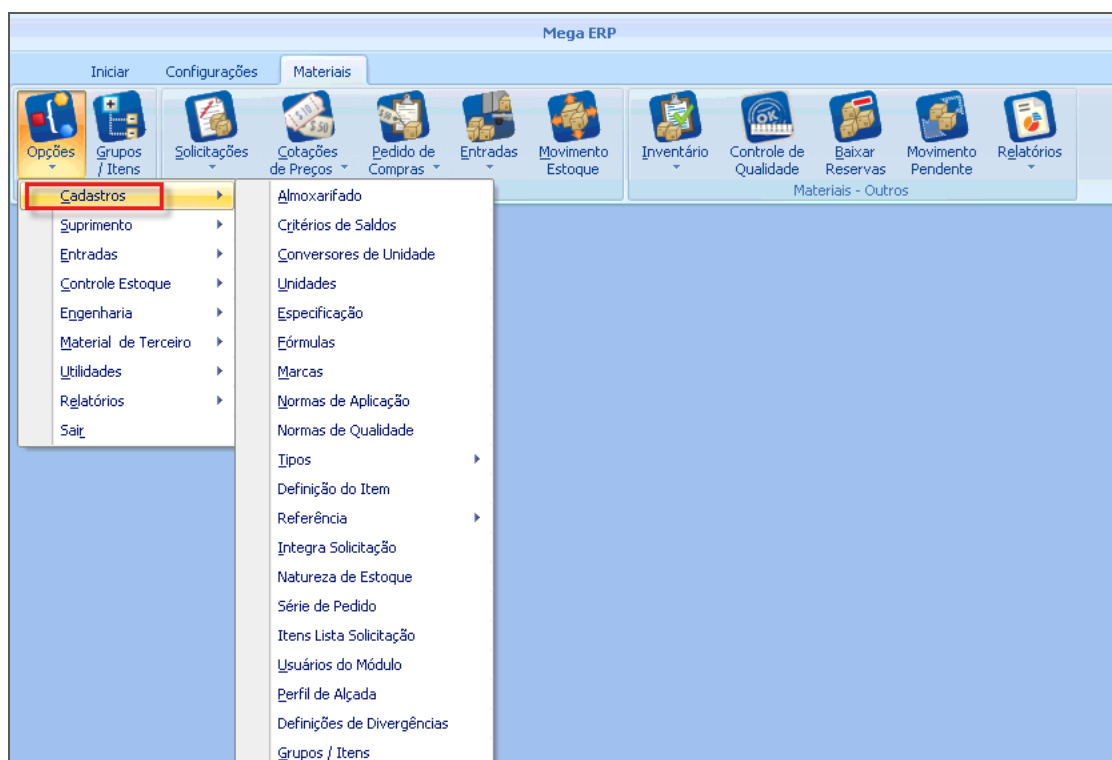 Mega ERP
Iniciar Configurações Materiais
Opções
Grupos
/ Itens
Solicitações
Cotações
de Preços
Pedido de
Compras
Entradas
Movimento
Estoque
Inventário
Controle de
Qualidade
Baixar
Reservas
Movimento
Pendente
Relatórios
Materiais - Outros
Cadastros
Suprimento
Entradas
Controle Estoque
Engenharia
Material de Terceiro
Utilidades
Relatórios
Sair
Almoxarifado
Critérios de Saldos
Conversores de Unidade
Unidades
Especificação
Fórmulas
Marcas
Normas de Aplicação
Normas de Qualidade
Tipos
Definição do Item
Referência
Integra Solicitação
Natureza de Estoque
Série de Pedido
Itens Lista Solicitação
Usuários do Módulo
Perfil de Alçada
Definições de Divergências
Grupos / Itens